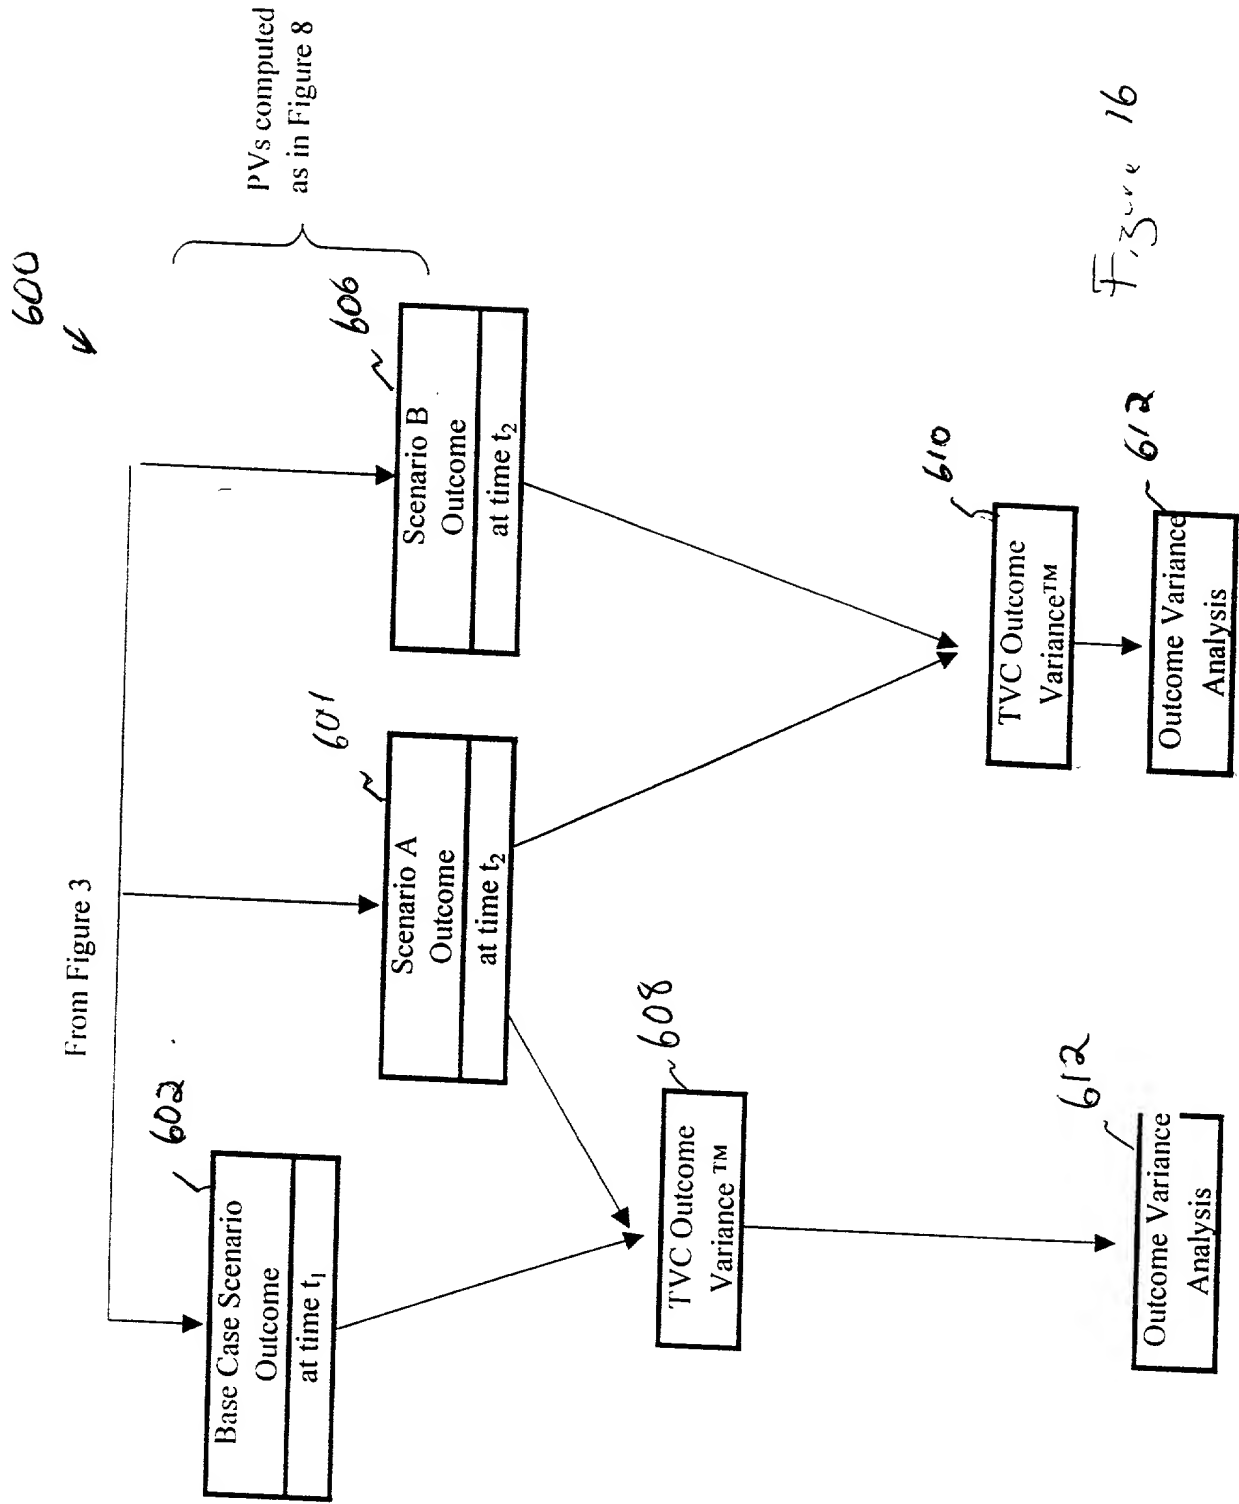 600
PVs computed
as in Figure 8
From Figure 3
602
Base Case Scenario
Outcome
at time t₁
601
Scenario A
Outcome
at time t₂
606
Scenario B
Outcome
at time t₂
608
TVC Outcome
Variance™
610
TVC Outcome
Variance™
612
Outcome Variance
Analysis
612
Outcome Variance
Analysis
Figure 16